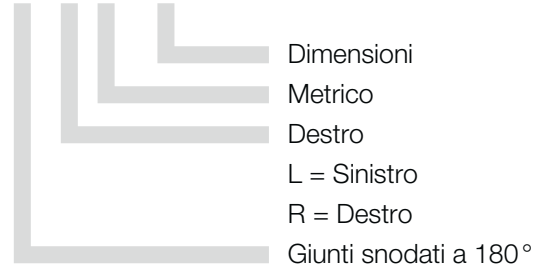 Dimensioni
Metrico
Destro
L = Sinistro
R = Destro
Giunti snodati a 180°